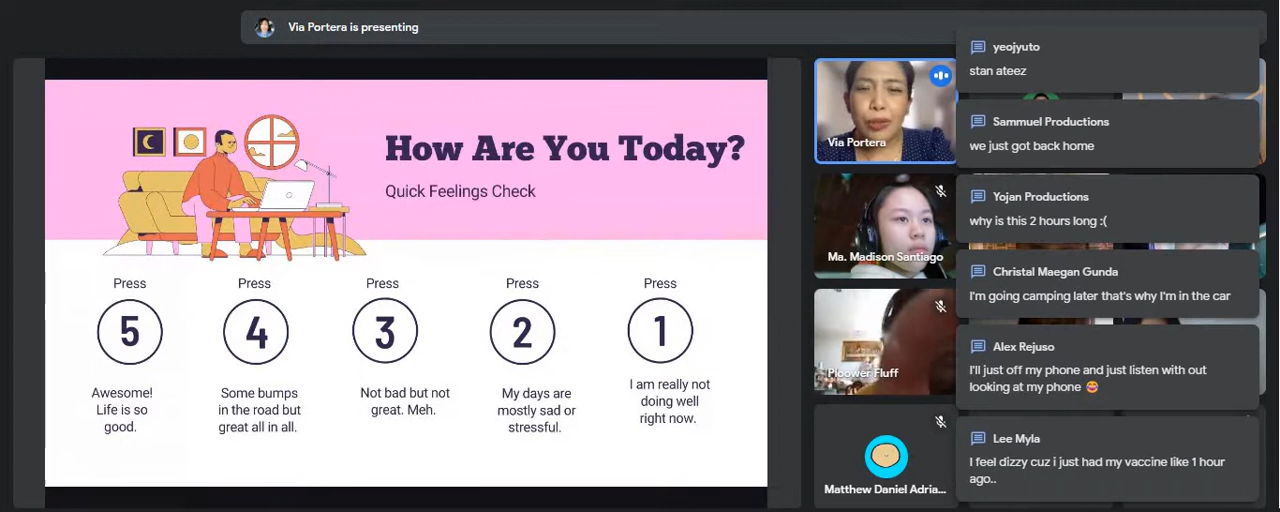 Via Portera is presenting
How Are You Today?
Quick Feelings Check
Press
5
Awesome!
Life is so
good.
Press
4
Some bumps
in the road but
great all in all.
Press
3
Not bad but not
great. Meh.
Press
2
My days are
mostly sad or
stressful.
Press
1
I am really not
doing well
right now.
Via Portera
Ma. Madison Santiago
Ploower Fluff
Matthew Daniel Adria...
yeojyuto
stan ateez
Sammuel Productions
we just got back home
Yojan Productions
why is this 2 hours long :(
Christal Maegan Gunda
I'm going camping later that's why I'm in the car
Alex Rejuso
I'll just off my phone and just listen with out
looking at my phone 😊
Lee Myla
I feel dizzy cuz i just had my vaccine like 1 hour
ago..